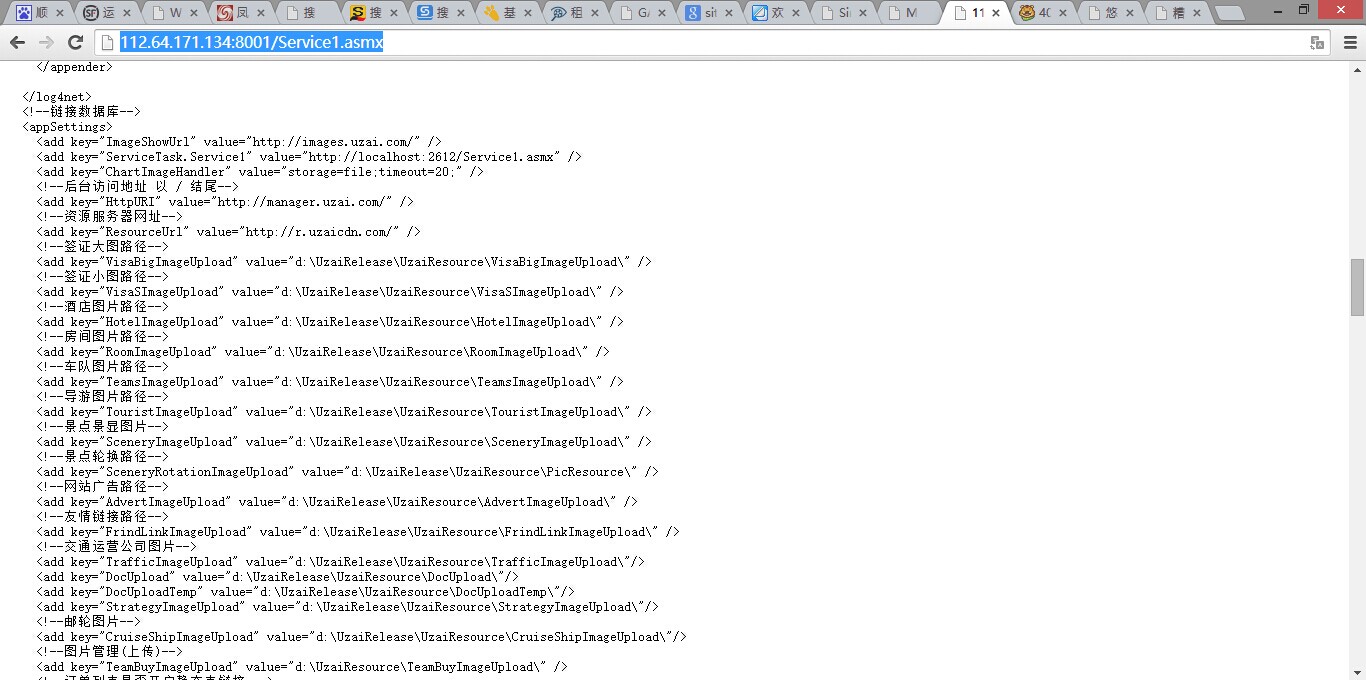 顺
运
W
凤
搜
搜
搜
基
租
GA
sit
欢
Si
M
11
40
悠
糟
112.64.171.134:8001/Service1.asmx
</appender>
</log4net>
<!--链接数据库-->
<appSettings>
<add key="ImageShowUrl" value="http://images.uzai.com/" />
<add key="ServiceTask.Service1" value="http://localhost:2612/Service1.asmx" />
<add key="ChartImageHandler" value="storage=file;timeout=20;" />
<!--后台访问地址 以 / 结尾-->
<add key="HttpURI" value="http://manager.uzai.com/" />
<!--资源服务器网址-->
<add key="ResourceUrl" value="http://r.uzaicdn.com/" />
<!--签证大图路径-->
<add key="VisaBigImageUpload" value="d:\UzaiRelease\UzaiResource\VisaBigImageUpload\" />
<!--签证小图路径-->
<add key="VisaSImageUpload" value="d:\UzaiRelease\UzaiResource\VisaSImageUpload\" />
<!--酒店图片路径-->
<add key="HotelImageUpload" value="d:\UzaiRelease\UzaiResource\HotelImageUpload\" />
<!--房间图片路径-->
<add key="RoomImageUpload" value="d:\UzaiRelease\UzaiResource\RoomImageUpload\" />
<!--车队图片路径-->
<add key="TeamsImageUpload" value="d:\UzaiRelease\UzaiResource\TeamsImageUpload\" />
<!--导游图片路径-->
<add key="TouristImageUpload" value="d:\UzaiRelease\UzaiResource\TouristImageUpload\" />
<!--景点景显图片-->
<add key="SceneryImageUpload" value="d:\UzaiRelease\UzaiResource\SceneryImageUpload\" />
<!--景点轮换路径-->
<add key="SceneryRotationImageUpload" value="d:\UzaiRelease\UzaiResource\PicResource\" />
<!--网站广告路径-->
<add key="AdvertImageUpload" value="d:\UzaiRelease\UzaiResource\AdvertImageUpload\" />
<!--友情链接路径-->
<add key="FrindLinkImageUpload" value="d:\UzaiRelease\UzaiResource\FrindLinkImageUpload\" />
<!--交通运营公司图片-->
<add key="TrafficImageUpload" value="d:\UzaiRelease\UzaiResource\TrafficImageUpload\"/>
<add key="DocUpload" value="d:\UzaiRelease\UzaiResource\DocUpload\"/>
<add key="DocUploadTemp" value="d:\UzaiRelease\UzaiResource\DocUploadTemp\"/>
<add key="StrategyImageUpload" value="d:\UzaiRelease\UzaiResource\StrategyImageUpload\"/>
<!--邮轮图片-->
<add key="CruiseShipImageUpload" value="d:\UzaiRelease\UzaiResource\CruiseShipImageUpload\"/>
<!--图片管理(上传)-->
<add key="TeamBuyImageUpload" value="d:\UzaiResource\TeamBuyImageUpload\" />